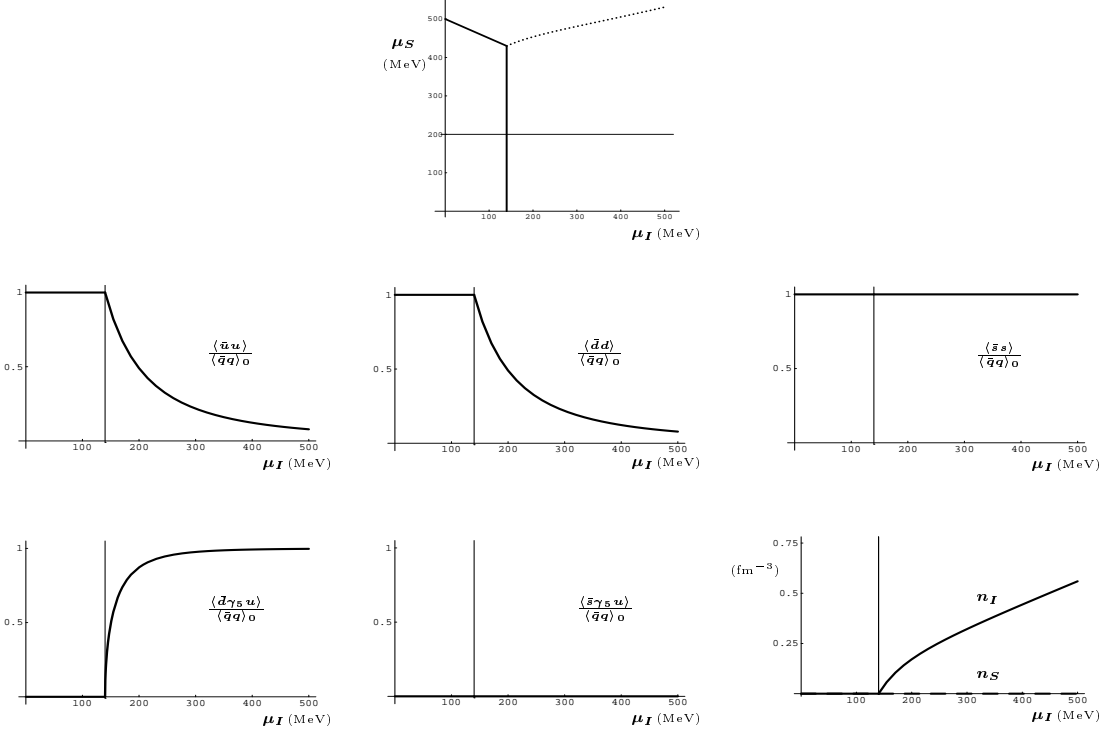 500
μS
(MeV) 400
300
200
100
100 200 300 400 500
μI (MeV)
1
0.5
⟨ūu⟩
⟨q̄q⟩0
100 200 300 400 500
μI (MeV)
1
0.5
⟨d̄d⟩
⟨q̄q⟩0
100 200 300 400 500
μI (MeV)
1
0.5
⟨s̄s⟩
⟨q̄q⟩0
100 200 300 400 500
μI (MeV)
1
0.5
⟨d̄γ5u⟩
⟨q̄q⟩0
100 200 300 400 500
μI (MeV)
1
0.5
⟨s̄γ5u⟩
⟨q̄q⟩0
100 200 300 400 500
μI (MeV)
0.75
(fm−3)
0.5
nI
0.25
nS
100 200 300 400 500
μI (MeV)